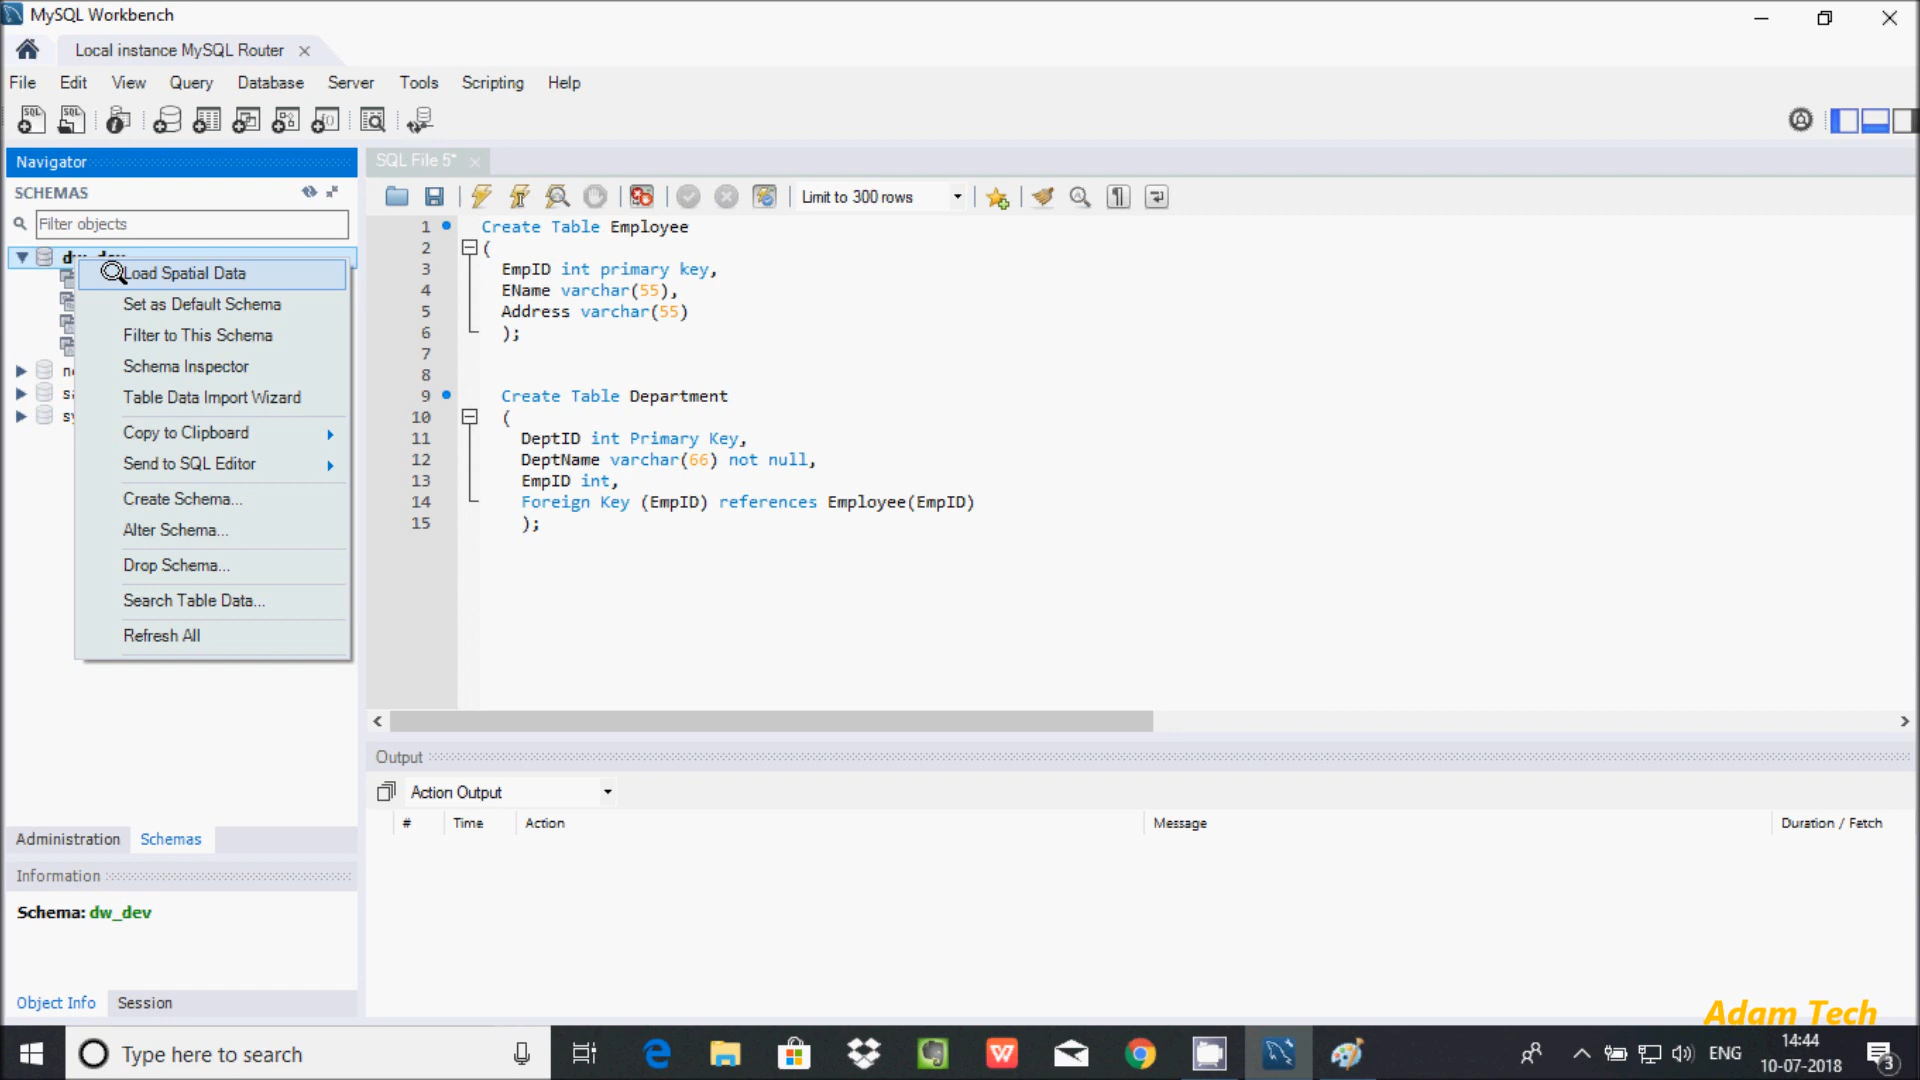 MySQL Workbench
Local instance MySQL Router
File Edit View Query Database Server Tools Scripting Help
Navigator
SQL File 5*
SCHEMAS
Limit to 300 rows
Filter objects
Load Spatial Data
Set as Default Schema
Filter to This Schema
Schema Inspector
Table Data Import Wizard
Copy to Clipboard
Send to SQL Editor
Create Schema...
Alter Schema...
Drop Schema...
Search Table Data...
Refresh All
1 Create Table Employee
2 (
3 EmpID int primary key,
4 EName varchar(55),
5 Address varchar(55)
6 );
7
8
9 Create Table Department
10 (
11 DeptID int Primary Key,
12 DeptName varchar(66) not null,
13 EmpID int,
14 Foreign Key (EmpID) references Employee(EmpID)
15 );
Output
Action Output
# Time Action Message Duration / Fetch
Administration Schemas
Information
Schema: dw_dev
Object Info Session
Adam Tech
Type here to search
ENG
14:44
10-07-2018
3